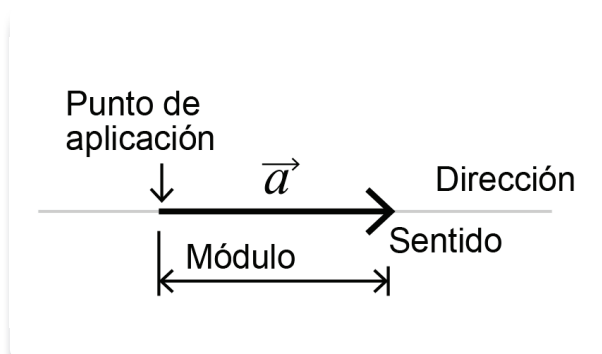 Punto de
aplicación
a
Dirección
Sentido
Módulo